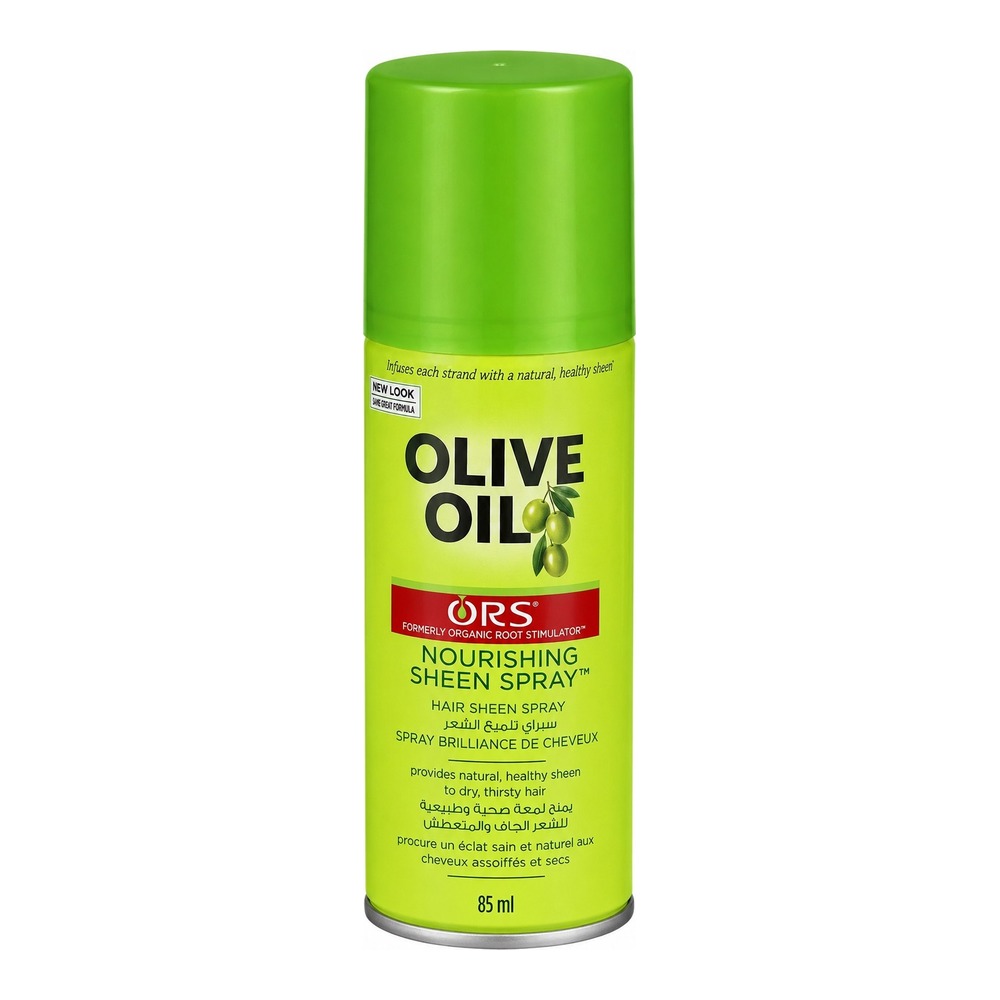 Infuses each strand with a natural, healthy sheen
NEW LOOK
SAME GREAT FORMULA
OLIVE
OIL
ORS®
FORMERLY ORGANIC ROOT STIMULATOR™
NOURISHING
SHEEN SPRAY™
HAIR SHEEN SPRAY
سبراي تلميع الشعر
SPRAY BRILLIANCE DE CHEVEUX
provides natural, healthy sheen
to dry, thirsty hair
يمنح لمعة صحية وطبيعية
للشعر الجاف والمتعطش
procure un éclat sain et naturel aux
cheveux assoiffés et secs
85 ml